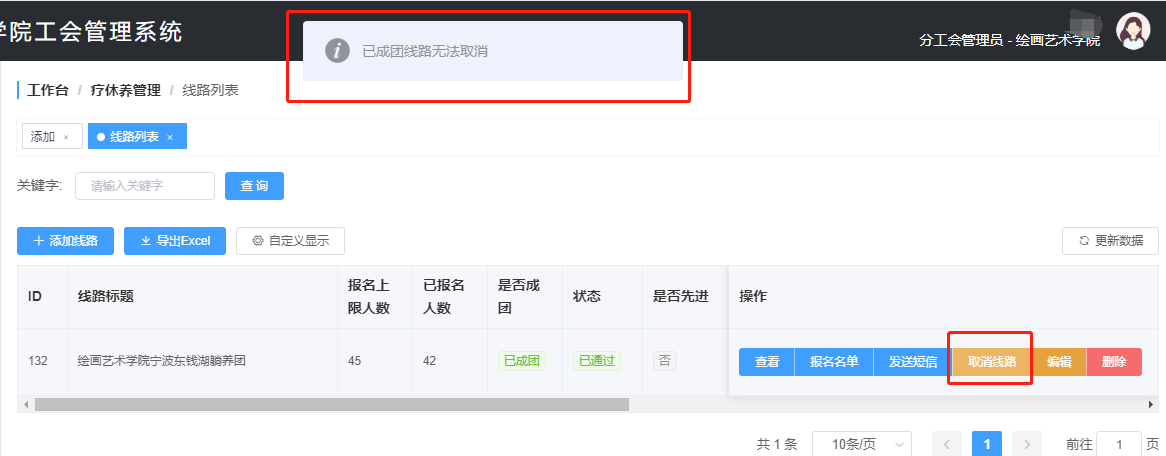 学院工会管理系统
已成团线路无法取消
分工会管理员 - 绘画艺术学院
工作台 / 疗休养管理 / 线路列表
添加 × 线路列表 ×
关键字: 请输入关键字 查询
+ 添加线路 导出Excel 自定义显示 更新数据
ID 线路标题 报名上限人数 已报名人数 是否成团 状态 是否先进 操作
132 绘画艺术学院宁波东钱湖躺养团 45 42 已成团 已通过 否 查看 报名名单 发送短信 取消线路 编辑 删除
共 1 条 10条/页 < 1 > 前往 1 页